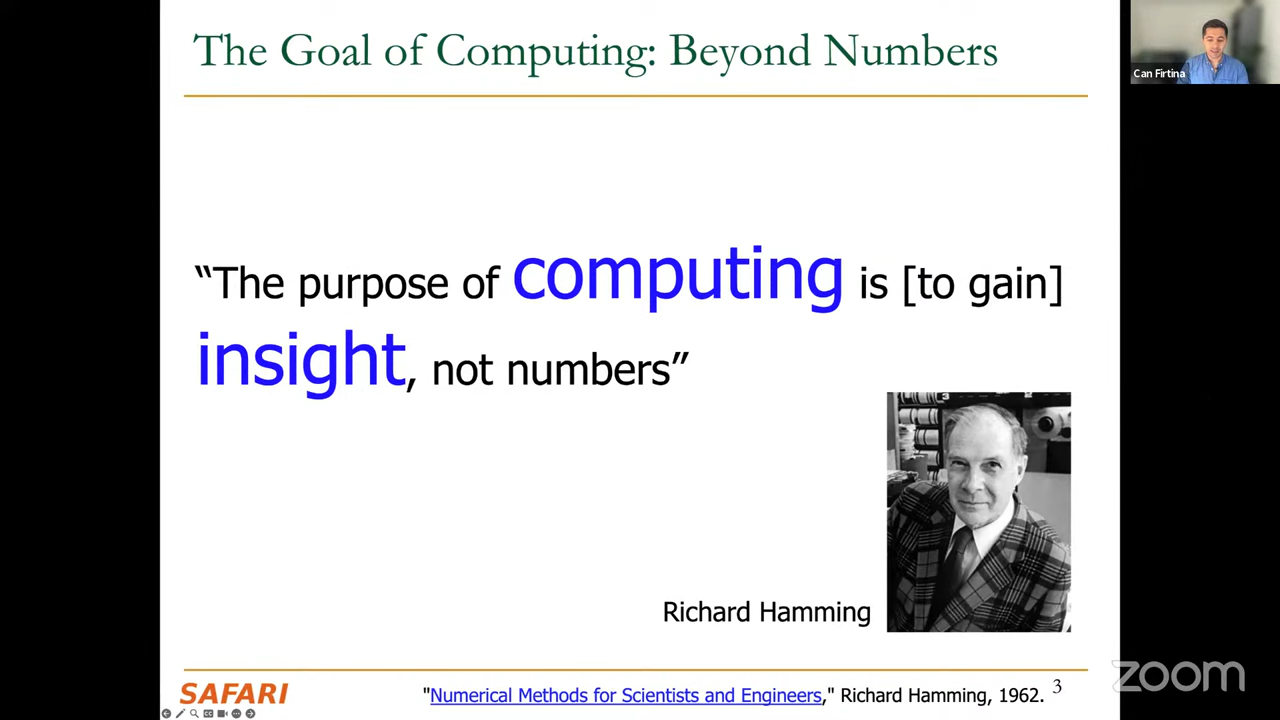 The Goal of Computing: Beyond Numbers
Can Firtina
“The purpose of computing is [to gain]
insight, not numbers”
Richard Hamming
SAFARI
"Numerical Methods for Scientists and Engineers," Richard Hamming, 1962.
3
zoom